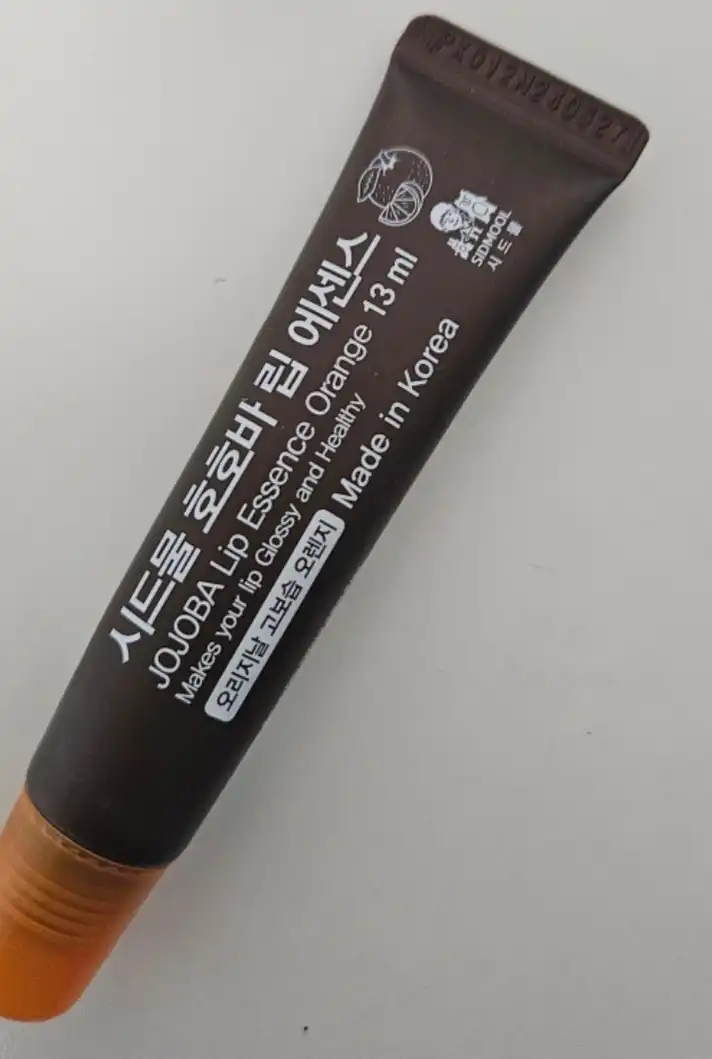 SIDMOOL
시드물
시드물 호호바 립 에센스
JOJOBA Lip Essence Orange 13 ml
Makes your lip Glossy and Healthy
오리지날 고보습 오렌지 Made in Korea